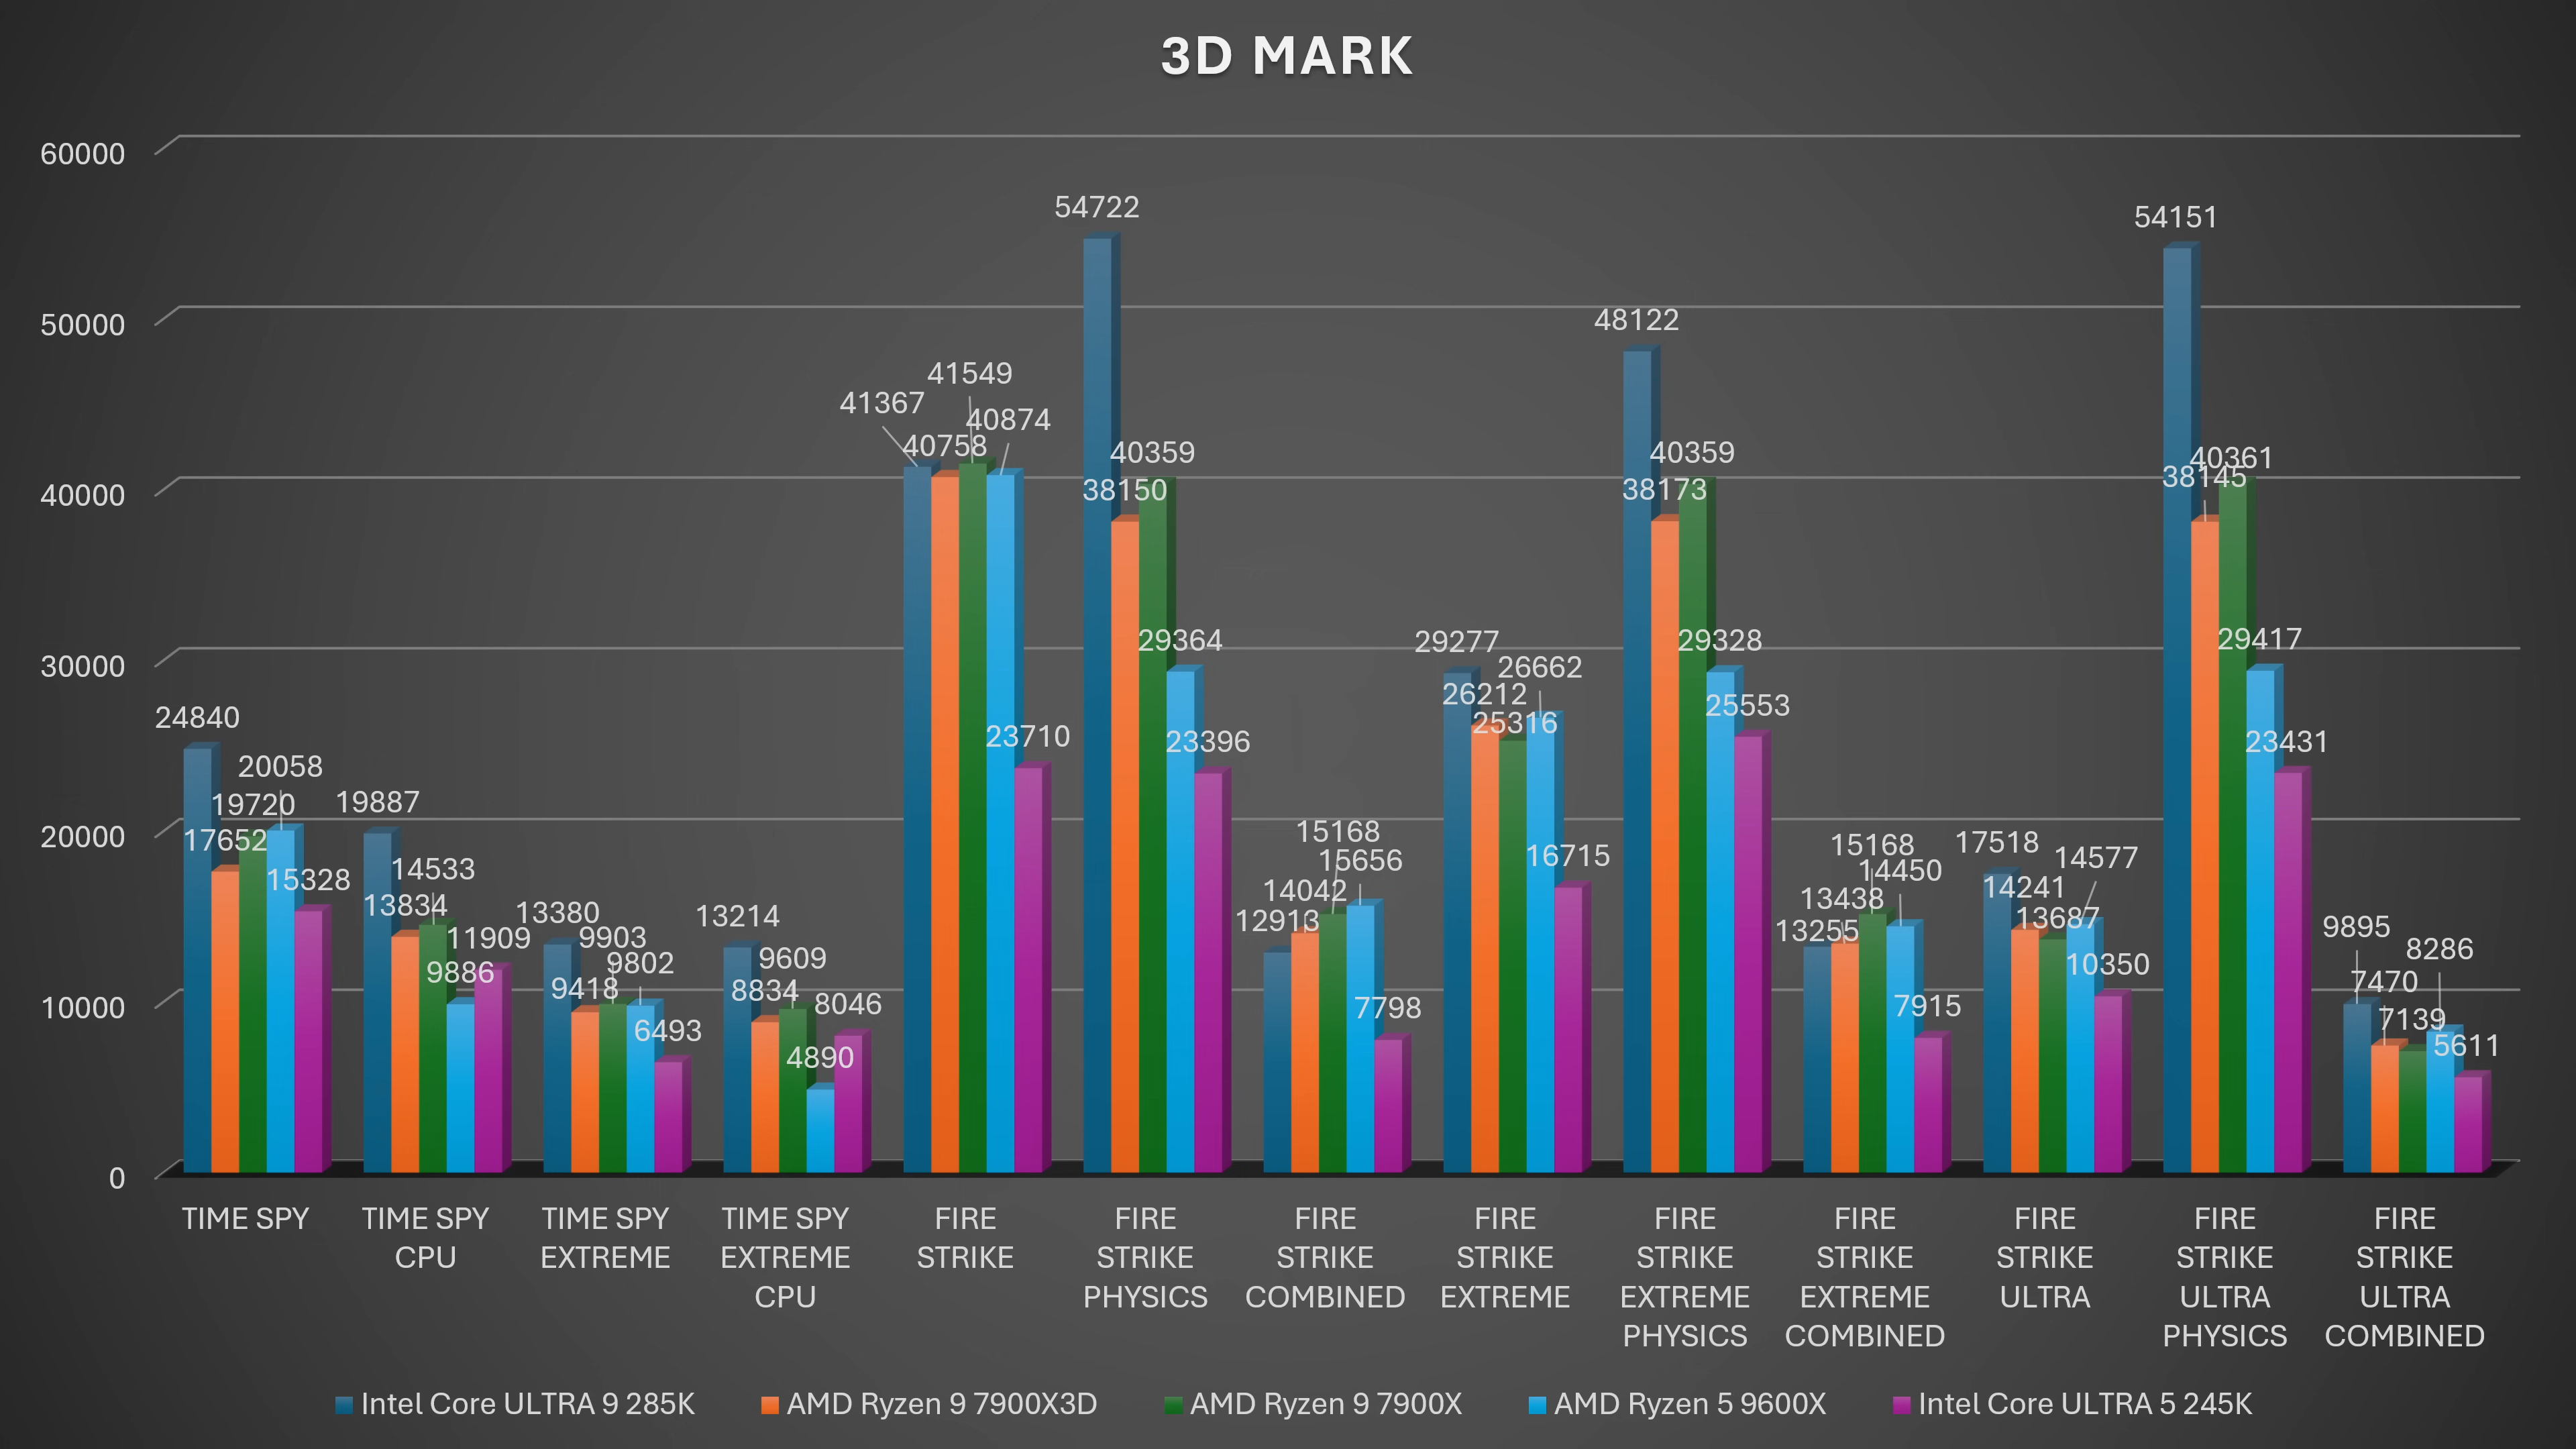 3D MARK
60000
50000
40000
30000
20000
10000
0
24840
17652
19720
20058
15328
19887
13834
14533
9886
11909
13380
9418
9903
9802
6493
13214
8834
9609
4890
8046
41367
40758
41549
40874
23710
54722
38150
40359
29364
23396
12913
14042
15168
15656
7798
29277
26212
25316
26662
16715
48122
38173
40359
29328
25553
13255
13438
15168
14450
7915
17518
14241
13687
14577
10350
54151
38145
40361
29417
23431
9895
7470
7139
8286
5611
TIME SPY
TIME SPY
CPU
TIME SPY
EXTREME
TIME SPY
EXTREME
CPU
FIRE
STRIKE
FIRE
STRIKE
PHYSICS
FIRE
STRIKE
COMBINED
FIRE
STRIKE
EXTREME
FIRE
STRIKE
EXTREME
PHYSICS
FIRE
STRIKE
EXTREME
COMBINED
FIRE
STRIKE
ULTRA
FIRE
STRIKE
ULTRA
PHYSICS
FIRE
STRIKE
ULTRA
COMBINED
Intel Core ULTRA 9 285K
AMD Ryzen 9 7900X3D
AMD Ryzen 9 7900X
AMD Ryzen 5 9600X
Intel Core ULTRA 5 245K